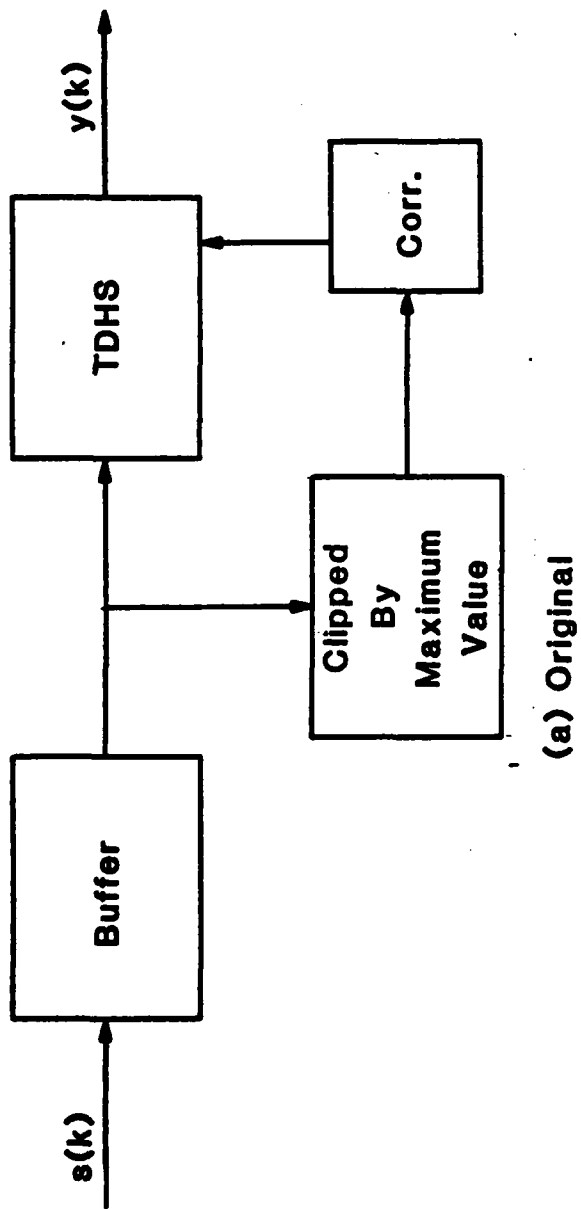 s(k)
Buffer
TDHS
y(k)
Clipped
By
Maximum
Value
Corr.
(a) Original